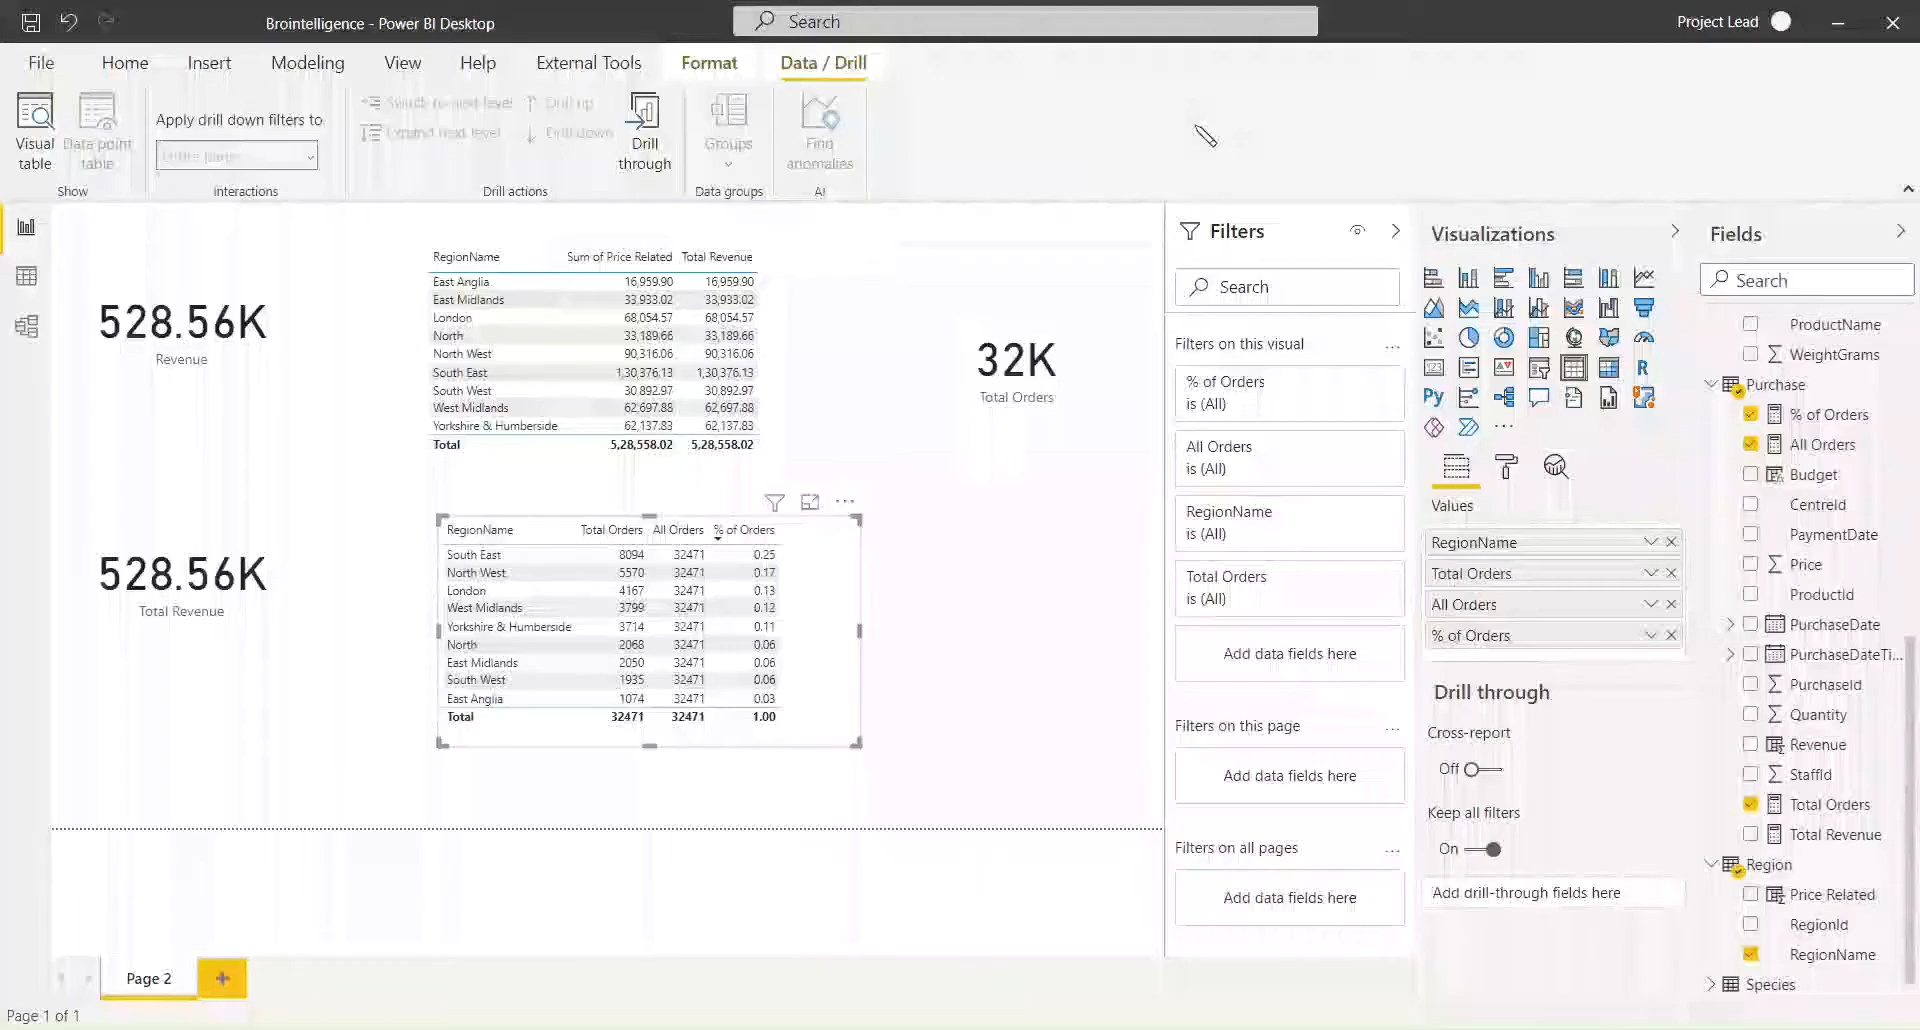 Brointelligence - Power BI Desktop
Search
Project Lead
File Home Insert Modeling View Help External Tools Format Data / Drill
Visual table
Data point table
Show
Apply drill down filters to
Interactions
Switch to next level
Expand next level
Drill up
Drill down
Drill through
Drill actions
Groups
Data groups
Find anomalies
AI
528.56K
Revenue
528.56K
Total Revenue
RegionName Sum of Price Related Total Revenue
East Anglia 16,959.90 16,959.90
East Midlands 33,933.02 33,933.02
London 68,054.57 68,054.57
North 33,189.66 33,189.66
North West 90,316.06 90,316.06
South East 1,30,376.13 1,30,376.13
South West 30,892.97 30,892.97
West Midlands 62,697.88 62,697.88
Yorkshire & Humberside 62,137.83 62,137.83
Total 5,28,558.02 5,28,558.02
32K
Total Orders
RegionName Total Orders All Orders % of Orders
South East 8094 32471 0.25
North West 5570 32471 0.17
London 4167 32471 0.13
West Midlands 3799 32471 0.12
Yorkshire & Humberside 3714 32471 0.11
North 2068 32471 0.06
East Midlands 2050 32471 0.06
South West 1935 32471 0.06
East Anglia 1074 32471 0.03
Total 32471 32471 1.00
Filters
Search
Filters on this visual ...
% of Orders
is (All)
All Orders
is (All)
RegionName
is (All)
Total Orders
is (All)
Add data fields here
Filters on this page ...
Add data fields here
Filters on all pages ...
Add data fields here
Visualizations
123
R
Py
...
Values
RegionName
Total Orders
All Orders
% of Orders
Drill through
Cross-report
Off
Keep all filters
On
Add drill-through fields here
Fields
Search
ProductName
WeightGrams
Purchase
% of Orders
All Orders
Budget
CentreId
PaymentDate
Price
ProductId
PurchaseDate
PurchaseDateTi...
PurchaseId
Quantity
Revenue
StaffId
Total Orders
Total Revenue
Region
Price Related
RegionId
RegionName
Species
Page 2
Page 1 of 1